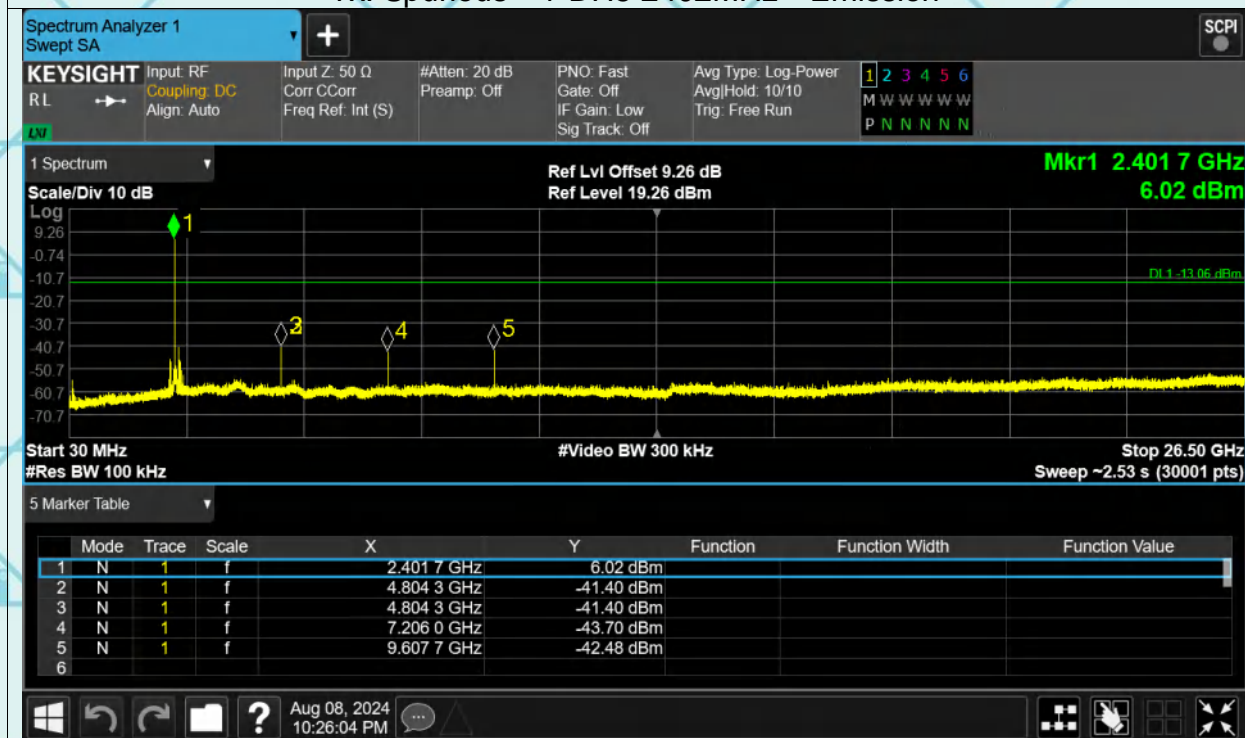 Spectrum Analyzer 1
Swept SA
+
SCPI
KEYSIGHT Input: RF Input Z: 50 Ω #Atten: 20 dB PNO: Fast Avg Type: Log-Power 1 2 3 4 5 6
RL Coupling: DC Corr CCorr Preamp: Off Gate: Off Avg|Hold: 10/10 M W W W W W
Align: Auto Freq Ref: Int (S) IF Gain: Low Trig: Free Run P N N N N N
LXI Sig Track: Off
1 Spectrum Ref Lvl Offset 9.26 dB Mkr1 2.401 7 GHz
Scale/Div 10 dB Ref Level 19.26 dBm 6.02 dBm
Log
1
9.26
-0.74
-10.7 DL1 -13.06 dBm
-20.7
-30.7
3 4 5
-40.7
-50.7
-60.7
-70.7
Start 30 MHz #Video BW 300 kHz Stop 26.50 GHz
#Res BW 100 kHz Sweep ~2.53 s (30001 pts)
5 Marker Table
Mode Trace Scale X Y Function Function Width Function Value
1 N 1 f 2.401 7 GHz 6.02 dBm
2 N 1 f 4.804 3 GHz -41.40 dBm
3 N 1 f 4.804 3 GHz -41.40 dBm
4 N 1 f 7.206 0 GHz -43.70 dBm
5 N 1 f 9.607 7 GHz -42.48 dBm
6
? Aug 08, 2024
10:26:04 PM